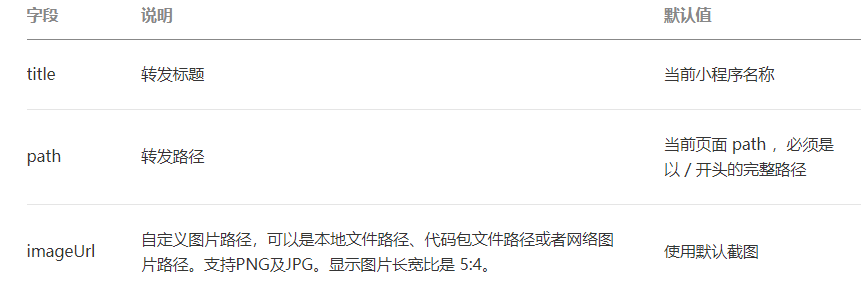 字段 说明 默认值
title 转发标题 当前小程序名称
path 转发路径 当前页面 path ，必须是
以 / 开头的完整路径
imageUrl 自定义图片路径，可以是本地文件路径、代码包文件路径或者网络图
片路径。支持PNG及JPG。显示图片长宽比是 5:4。 使用默认截图